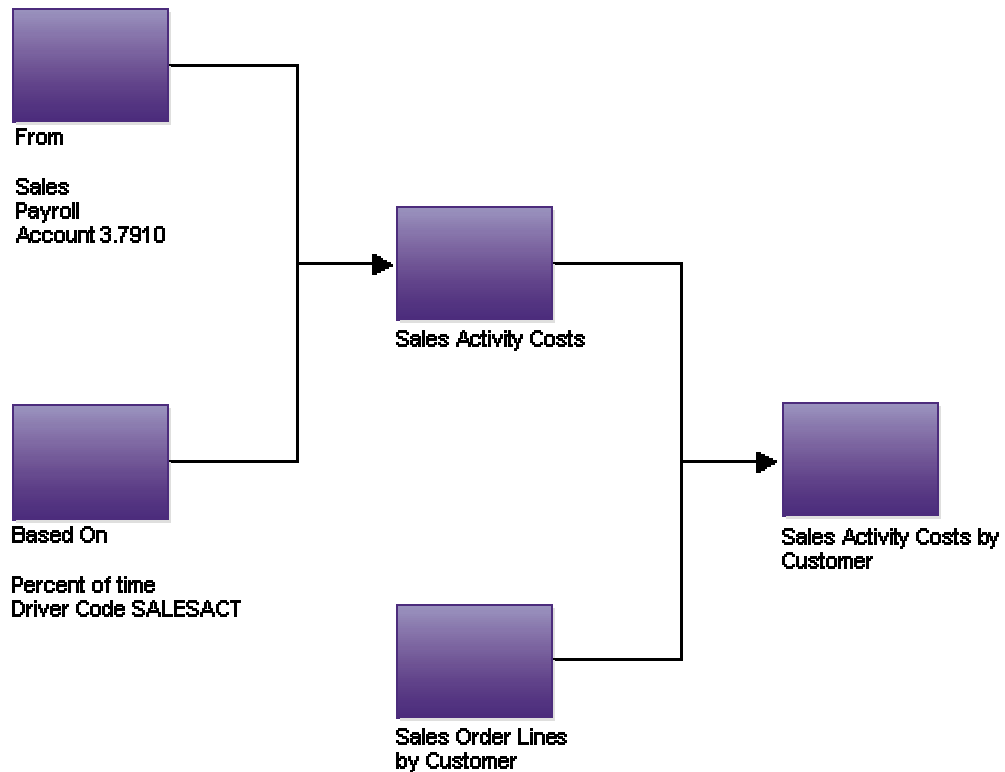 From
Sales
Payroll
Account 3.7910
Sales Activity Costs
Based On
Percent of time
Driver Code SALESACT
Sales Activity Costs by
Customer
Sales Order Lines
by Customer